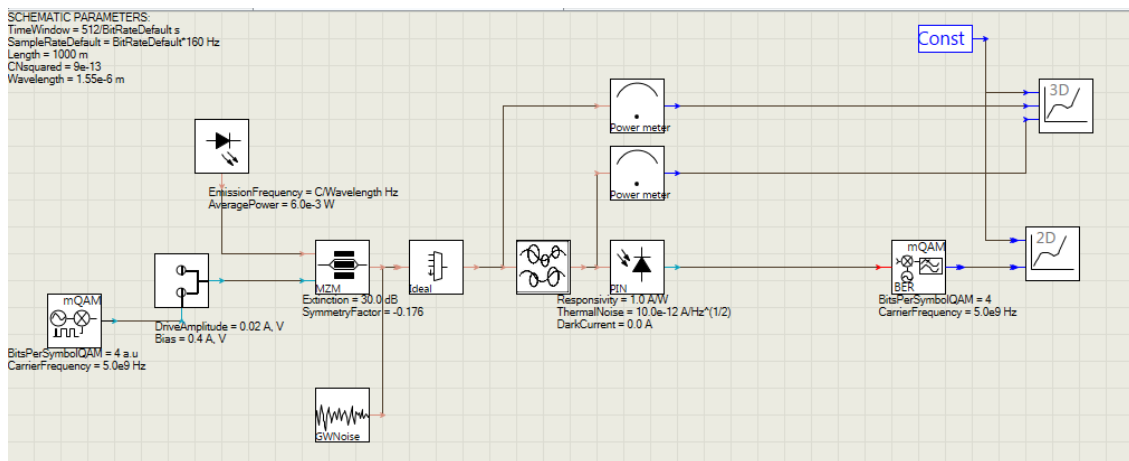 SCHEMATIC PARAMETERS:
TimeWindow = 512/BitRateDefault s
SampleRateDefault = BitRateDefault*160 Hz
Length = 1000 m
CNsquared = 9e-13
Wavelength = 1.55e-6 m
Const
3D
Power meter
Power meter
EmissionFrequency = C/Wavelength Hz
AveragePower = 6.0e-3 W
2D
mQAM
MZM
Ideal
PIN
BER
Extinction = 30.0 dB
SymmetryFactor = -0.176
Responsivity = 1.0 A/W
ThermalNoise = 10.0e-12 A/Hz^(1/2)
DarkCurrent = 0.0 A
BitsPerSymbolQAM = 4
CarrierFrequency = 5.0e9 Hz
mQAM
DriveAmplitude = 0.02 A, V
Bias = 0.4 A, V
BitsPerSymbolQAM = 4 a.u
CarrierFrequency = 5.0e9 Hz
GWNoise